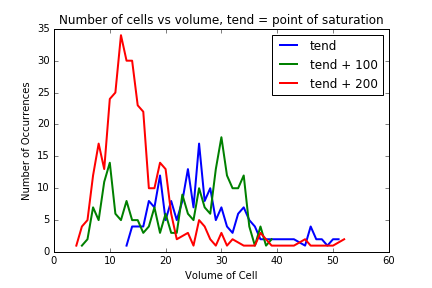 Number of cells vs volume, tend = point of saturation
35
30
25
20
15
10
5
0
Number of Occurrences
tend
tend + 100
tend + 200
0 10 20 30 40 50 60
Volume of Cell